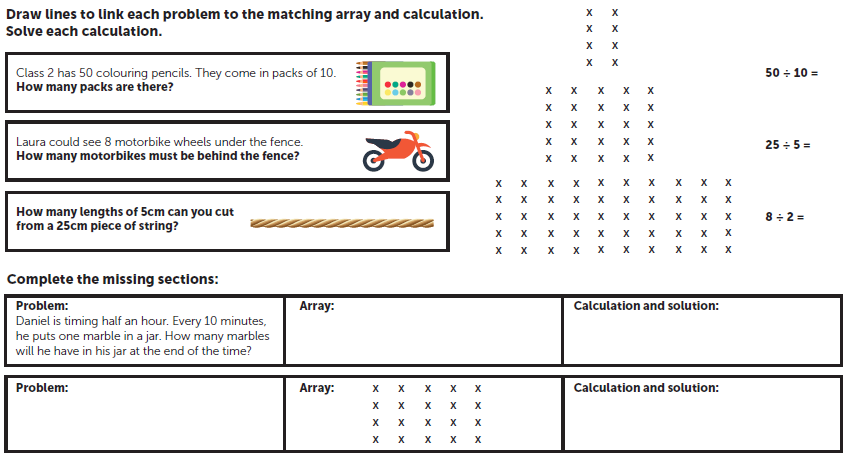 Draw lines to link each problem to the matching array and calculation.
Solve each calculation.
Class 2 has 50 colouring pencils. They come in packs of 10.
How many packs are there?
Laura could see 8 motorbike wheels under the fence.
How many motorbikes must be behind the fence?
How many lengths of 5cm can you cut
from a 25cm piece of string?
x x
x x
x x
x x
x x x x x
x x x x x
x x x x x
x x x x x
x x x x x
x x x x x x x x x x
x x x x x x x x x x
x x x x x x x x x x
x x x x x x x x x x
x x x x x x x x x x
50 ÷ 10 =
25 ÷ 5 =
8 ÷ 2 =
Complete the missing sections:
Problem:
Daniel is timing half an hour. Every 10 minutes,
he puts one marble in a jar. How many marbles
will he have in his jar at the end of the time?
Array:
Calculation and solution:
Problem:
Array:
x x x x x
x x x x x
x x x x x
x x x x x
Calculation and solution: